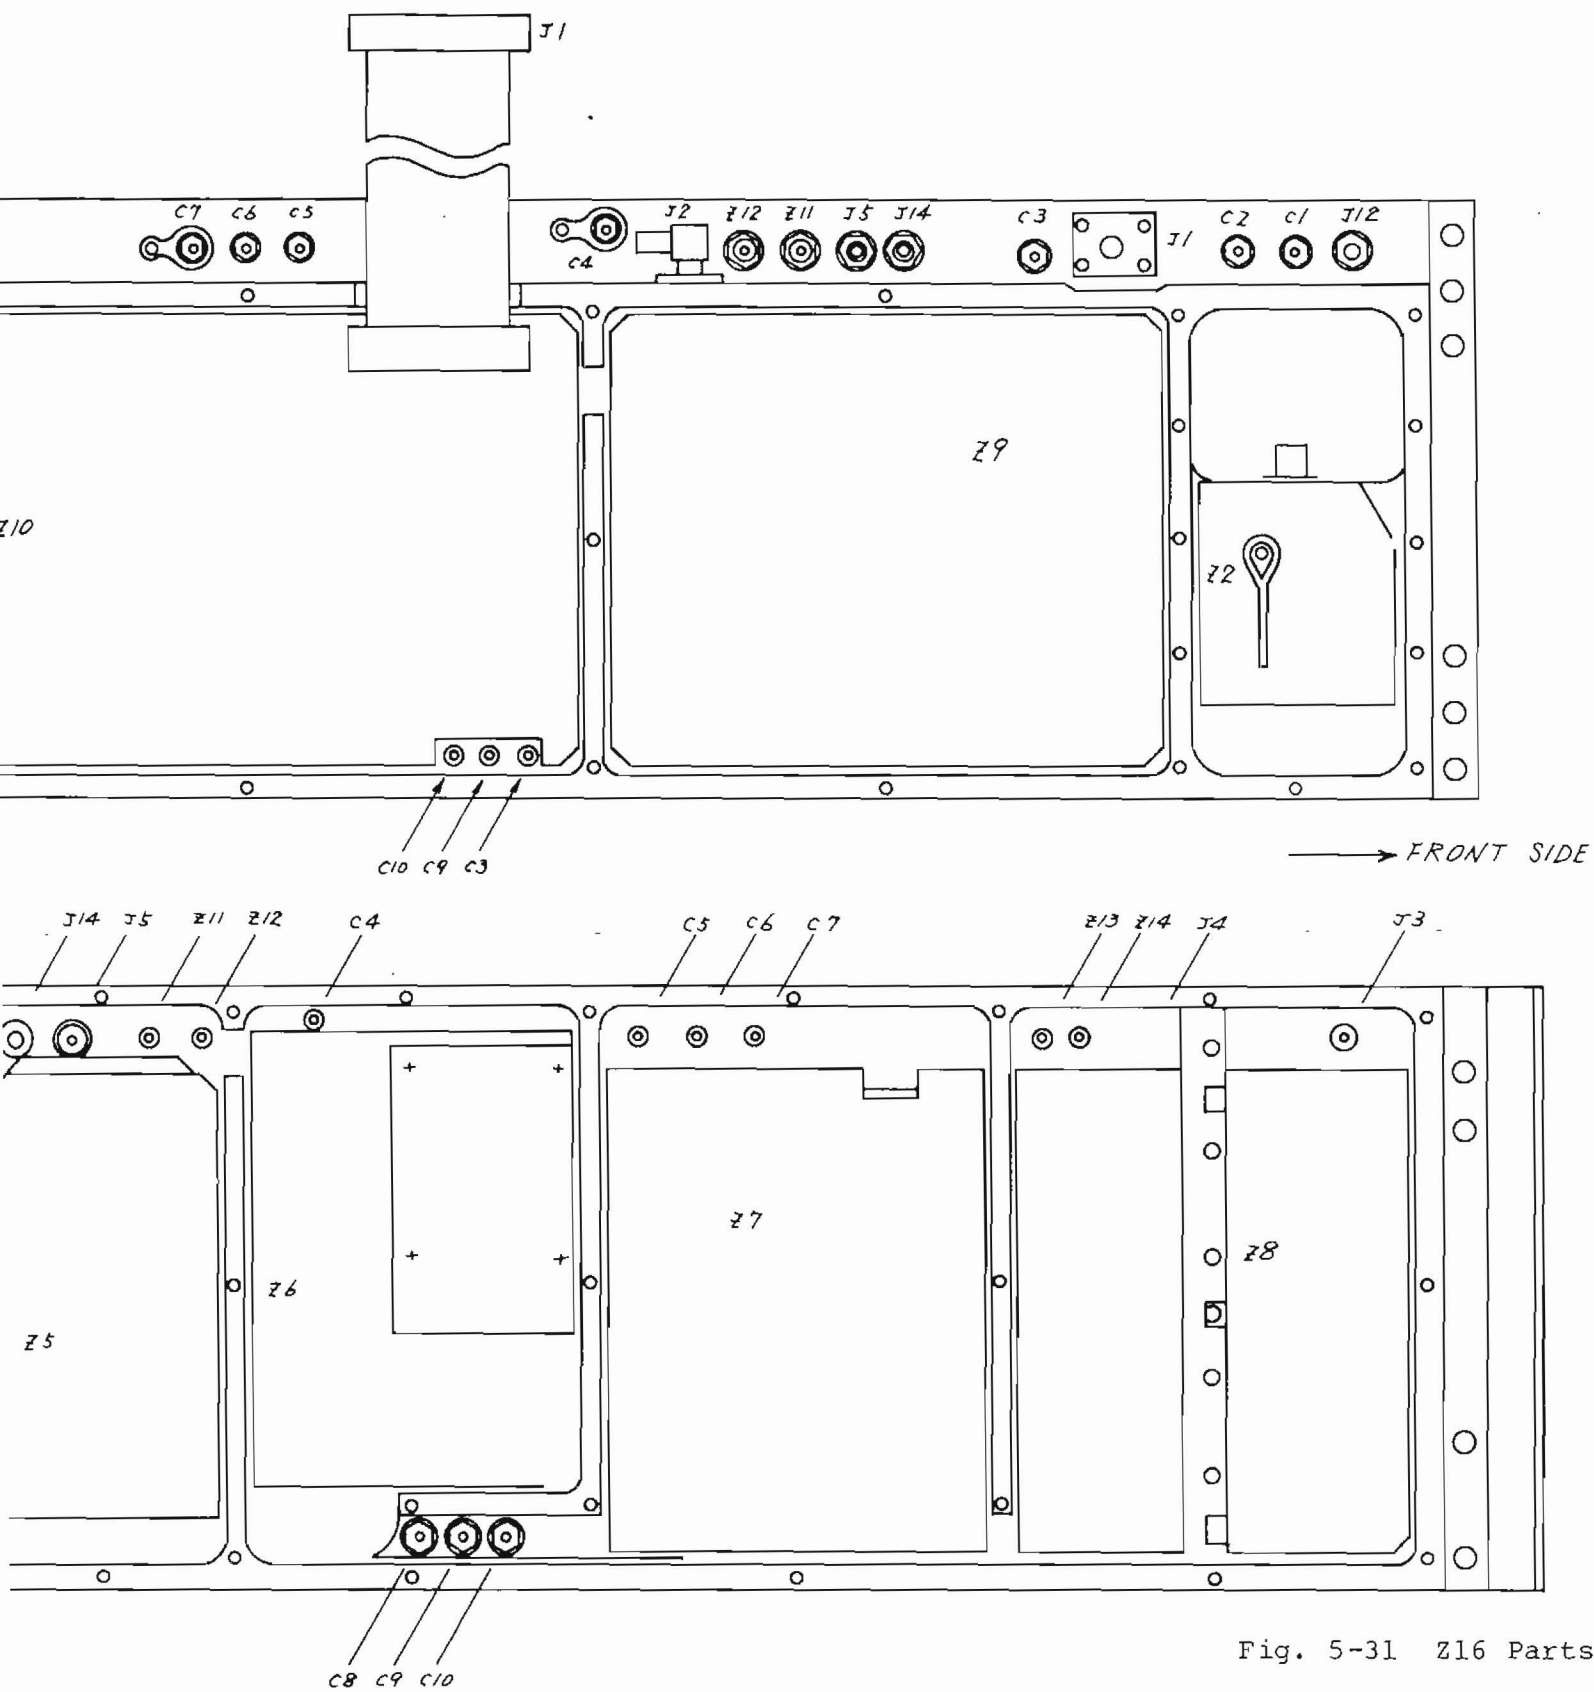 J1
C7 C6 C5
C4
J2 Z12 Z11 J5 J14
C3
J1
C2 C1 J12
Z10
Z9
Z2
C10 C9 C3
FRONT SIDE
J14 J5 Z11 Z12 C4 C5 C6 C7 Z13 Z14 J4 J3
Z7
Z8
Z6
Z5
C8 C9 C10
Fig. 5-31 Z16 Parts